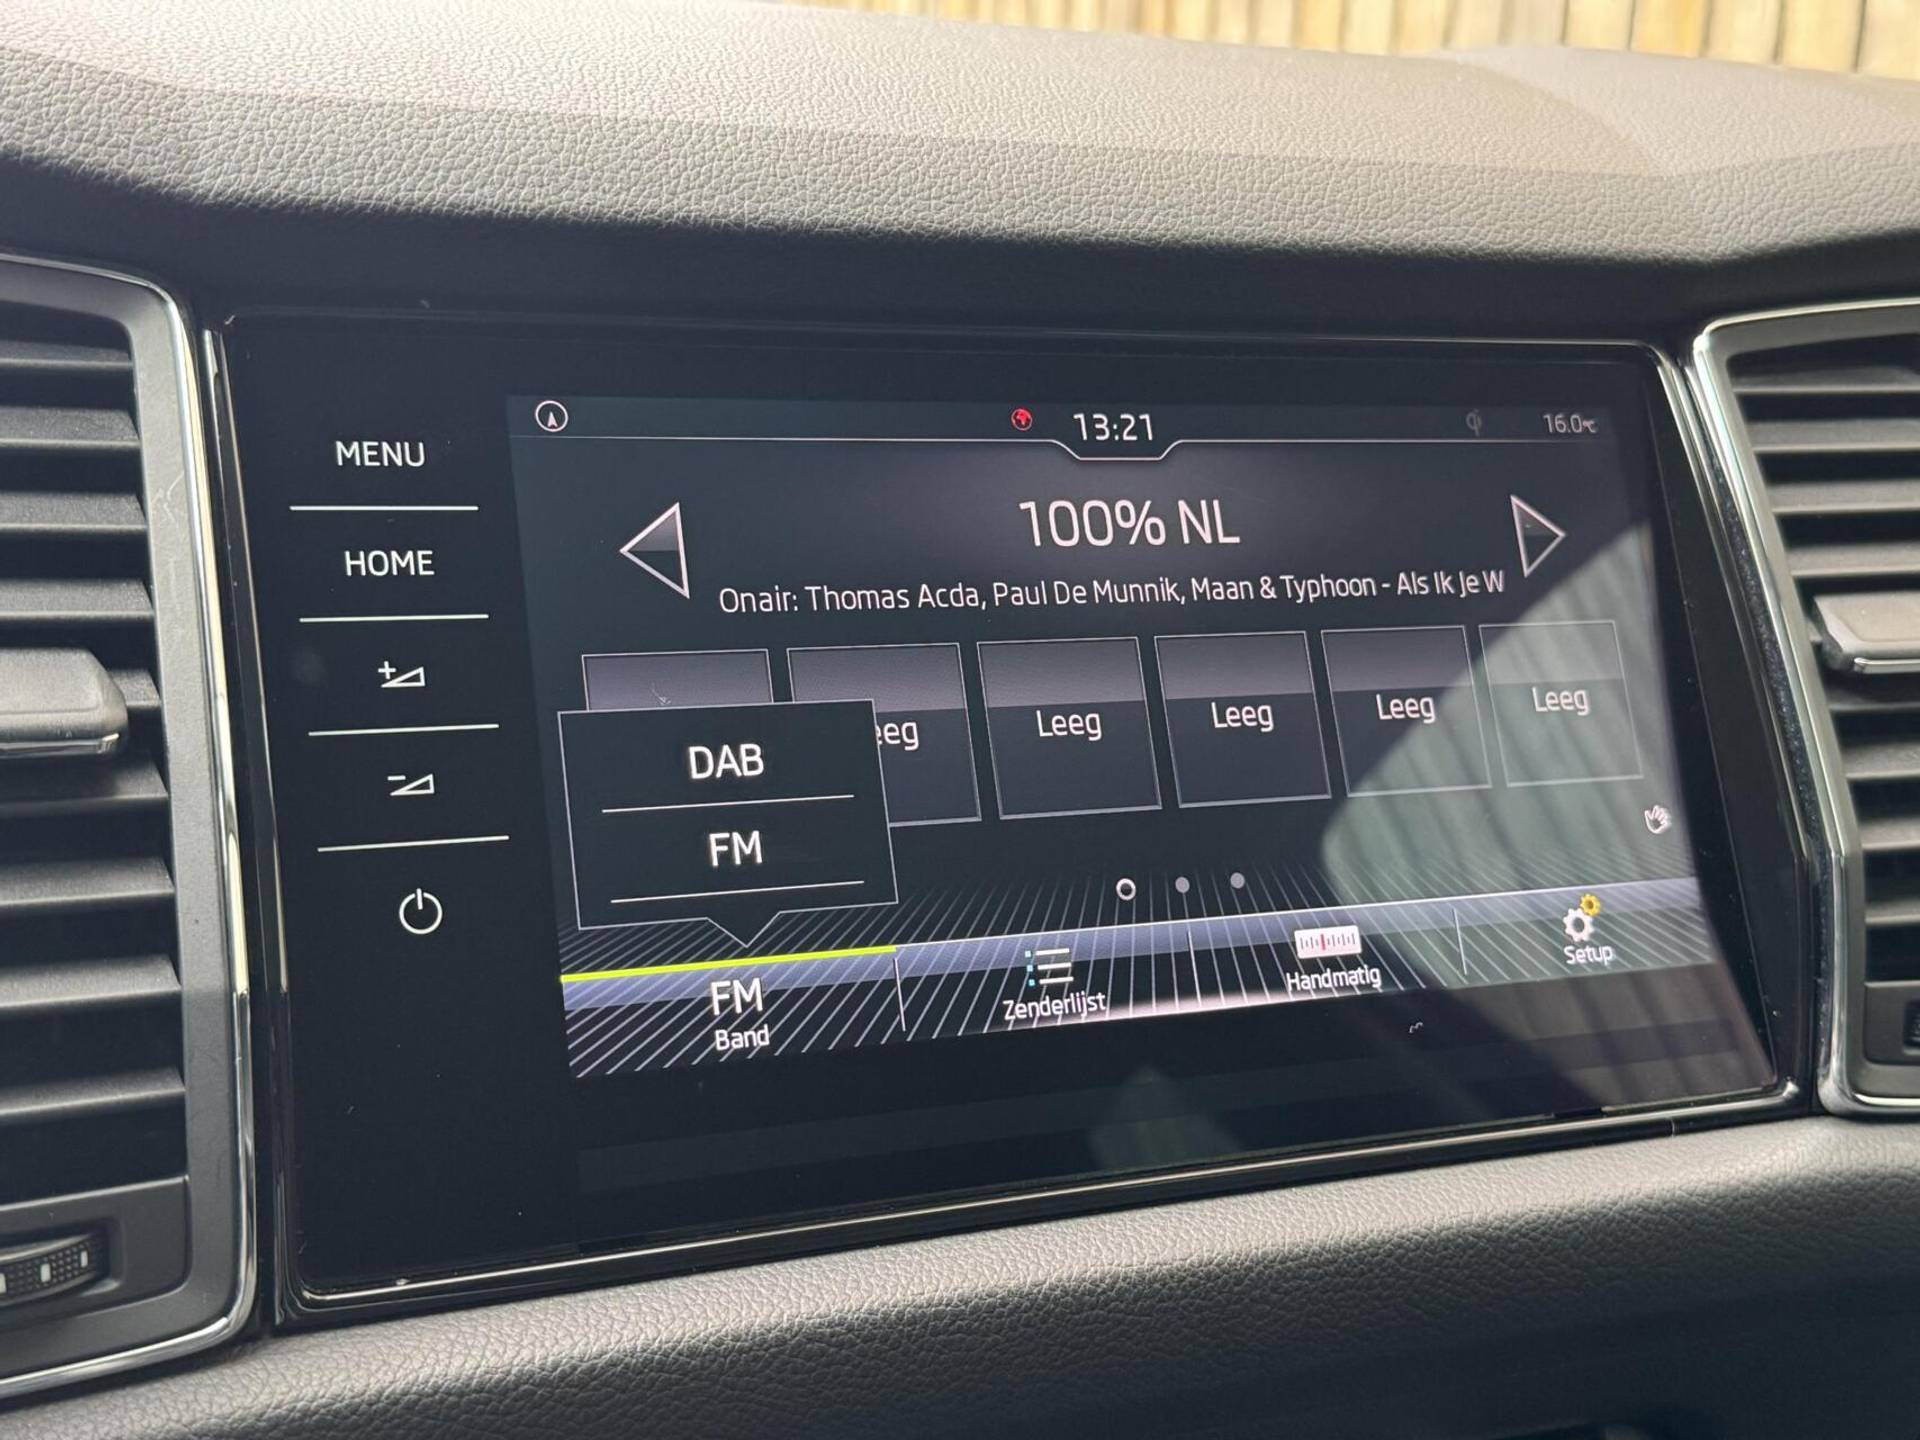 MENU
HOME
13:21
16.0°C
100% NL
Onair: Thomas Acda, Paul De Munnik, Maan & Typhoon - Als Ik Je W
eeg
Leeg
Leeg
Leeg
Leeg
DAB
FM
FM
Band
Zenderlijst
Handmatig
Setup